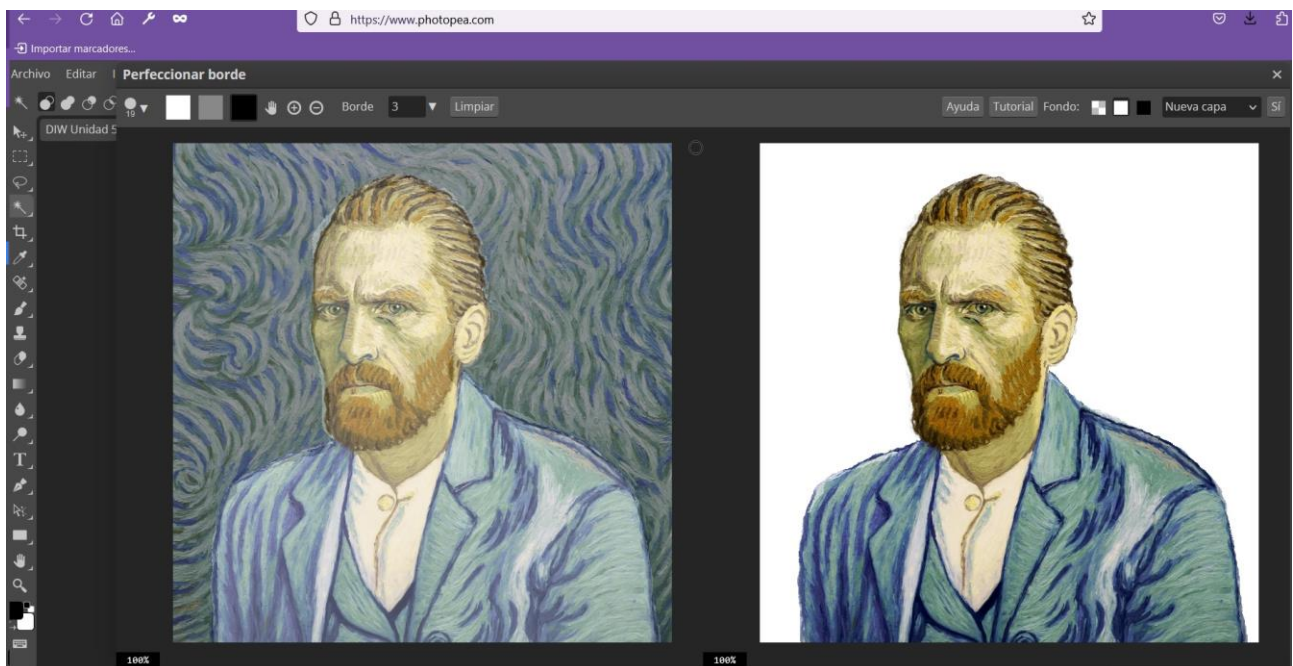 https://www.photopea.com
Importar marcadores...
Archivo Editar I Perfeccionar borde
19 Borde 3 Limpiar Ayuda Tutorial Fondo: Nueva capa Sí
DIW Unidad 5
T
100% 100%